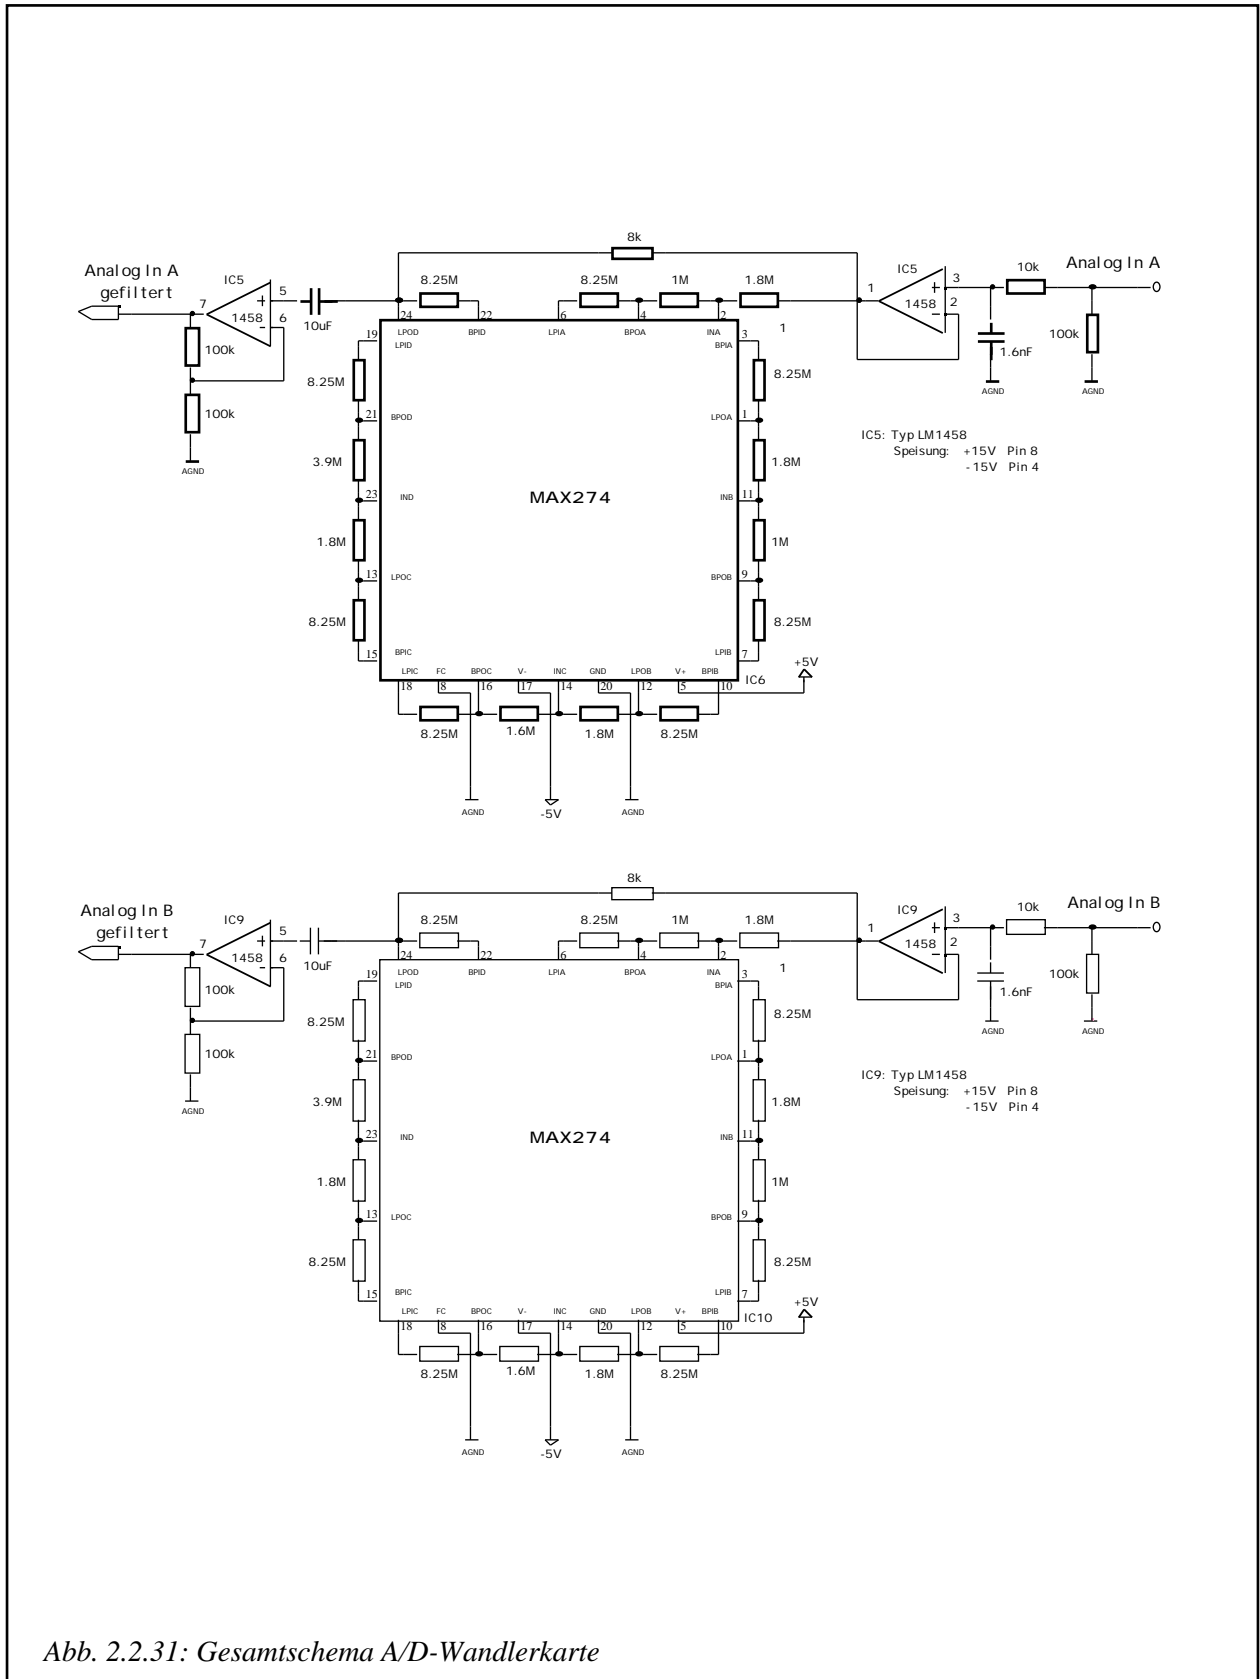 8k
Analog In A
gefiltert
7
IC5
1458
+
-
5
6
10uF
8.25M
8.25M
1M
1.8M
1
IC5
1458
+
-
3
2
10k
Analog In A
100k
1.6nF
AGND
AGND
100k
100k
AGND
24
22
6
4
2
1
LPOD
BPID
LPIA
BPOA
INA
19
LPID
BPIA
3
8.25M
8.25M
21
BPOD
LPOA
1
3.9M
1.8M
IC5: Typ LM1458
Speisung: +15V Pin 8
-15V Pin 4
23
IND
MAX274
INB
11
1.8M
1M
13
LPOC
BPOB
9
8.25M
8.25M
15
BPIC
LPIB
7
+5V
LPIC
FC
BPOC
V-
INC
GND
LPOB
V+
BPIB
IC6
18
8
16
17
14
20
12
5
10
8.25M
1.6M
1.8M
8.25M
AGND
-5V
AGND
8k
Analog In B
gefiltert
7
IC9
1458
+
-
5
6
10uF
8.25M
8.25M
1M
1.8M
1
IC9
1458
+
-
3
2
10k
Analog In B
100k
1.6nF
AGND
AGND
100k
100k
AGND
24
22
6
4
2
1
LPOD
BPID
LPIA
BPOA
INA
19
LPID
BPIA
3
8.25M
8.25M
21
BPOD
LPOA
1
3.9M
1.8M
IC9: Typ LM1458
Speisung: +15V Pin 8
-15V Pin 4
23
IND
MAX274
INB
11
1.8M
1M
13
LPOC
BPOB
9
8.25M
8.25M
15
BPIC
LPIB
7
+5V
LPIC
FC
BPOC
V-
INC
GND
LPOB
V+
BPIB
IC10
18
8
16
17
14
20
12
5
10
8.25M
1.6M
1.8M
8.25M
AGND
-5V
AGND
Abb. 2.2.31: Gesamtschema A/D-Wandlerkarte